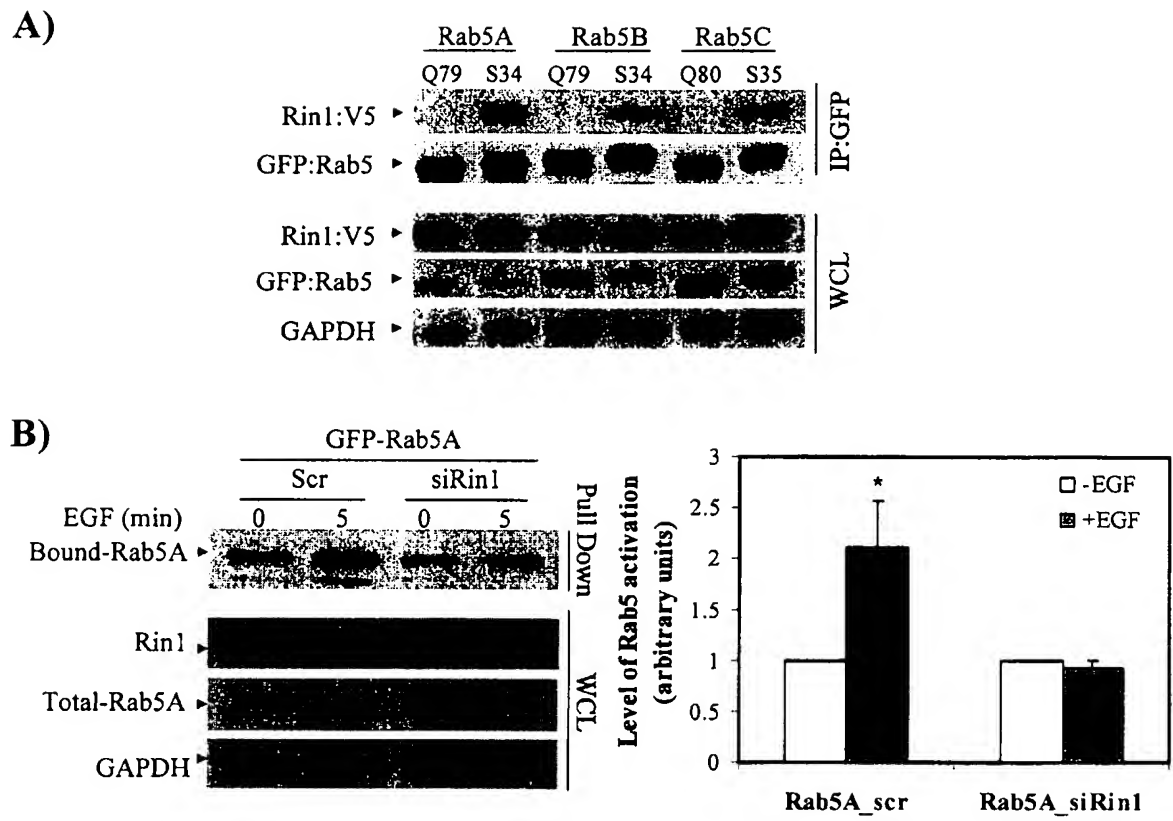 A)
Rab5A Rab5B Rab5C
Q79 S34 Q79 S34 Q80 S35
Rin1:V5
GFP:Rab5
IP:GFP
Rin1:V5
GFP:Rab5
GAPDH
WCL
B)
GFP-Rab5A
Scr siRin1
EGF (min) 0 5 0 5
Bound-Rab5A
Pull Down
Rin1
Total-Rab5A
GAPDH
WCL
Level of Rab5 activation
(arbitrary units)
3
2.5
2
1.5
1
0.5
0
*
-EGF
+EGF
Rab5A_scr Rab5A_siRin1